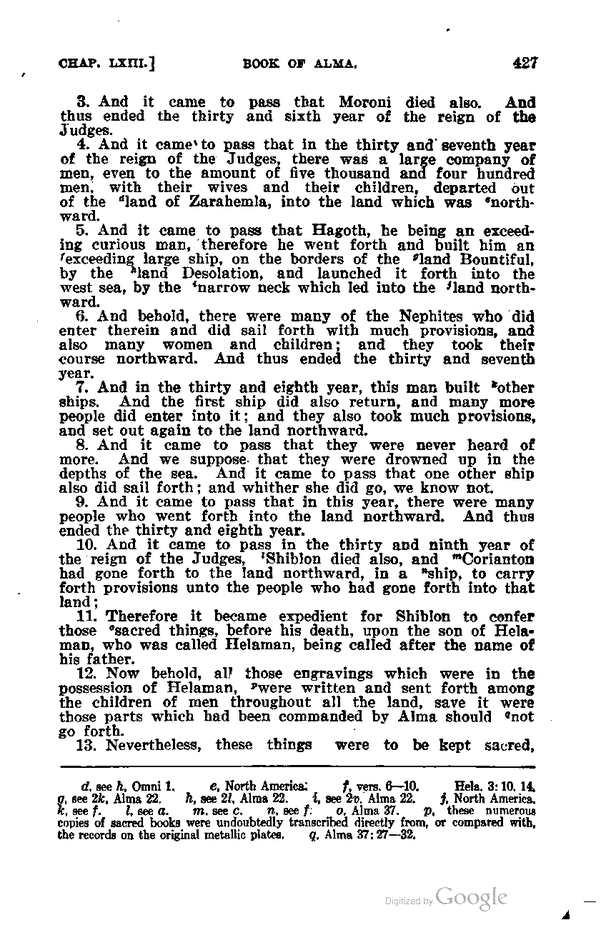 CHAP. LXIII.] BOOK OF ALMA. 427
3. And it came to pass that Moroni died also. And
thus ended the thirty and sixth year of the reign of the
Judges.
4. And it came to pass that in the thirty and seventh year
of the reign of the Judges, there was a large company of
men, even to the amount of five thousand and four hundred
men, with their wives and their children, departed out
of the dland of Zarahemla, into the land which was enorth-
ward.
5. And it came to pass that Hagoth, he being an exceed-
ing curious man, therefore he went forth and built him an
fexceeding large ship, on the borders of the gland Bountiful,
by the hland Desolation, and launched it forth into the
west sea, by the inarrow neck which led into the jland north-
ward.
6. And behold, there were many of the Nephites who did
enter therein and did sail forth with much provisions, and
also many women and children; and they took their
course northward. And thus ended the thirty and seventh
year.
7. And in the thirty and eighth year, this man built kother
ships. And the first ship did also return, and many more
people did enter into it; and they also took much provisions,
and set out again to the land northward.
8. And it came to pass that they were never heard of
more. And we suppose that they were drowned up in the
depths of the sea. And it came to pass that one other ship
also did sail forth; and whither she did go, we know not.
9. And it came to pass that in this year, there were many
people who went forth into the land northward. And thus
ended the thirty and eighth year.
10. And it came to pass in the thirty and ninth year of
the reign of the Judges, lShiblon died also, and mCorianton
had gone forth to the land northward, in a nship, to carry
forth provisions unto the people who had gone forth into that
land;
11. Therefore it became expedient for Shiblon to confer
those osacred things, before his death, upon the son of Hela-
man, who was called Helaman, being called after the name of
his father.
12. Now behold, all those engravings which were in the
possession of Helaman, pwere written and sent forth among
the children of men throughout all the land, save it were
those parts which had been commanded by Alma should qnot
go forth.
13. Nevertheless, these things were to be kept sacred,
d, see h, Omni 1. e, North America. f, vers. 6—10. Hela. 3:10, 14.
g, see 2k, Alma 22. h, see 2l, Alma 22. i, see 2v, Alma 22. j, North America.
k, see f. l, see a. m, see c. n, see f. o, Alma 37. p, these numerous
copies of sacred books were undoubtedly transcribed directly from, or compared with,
the records on the original metallic plates. q. Alma 37:27—32.
Digitized by Google